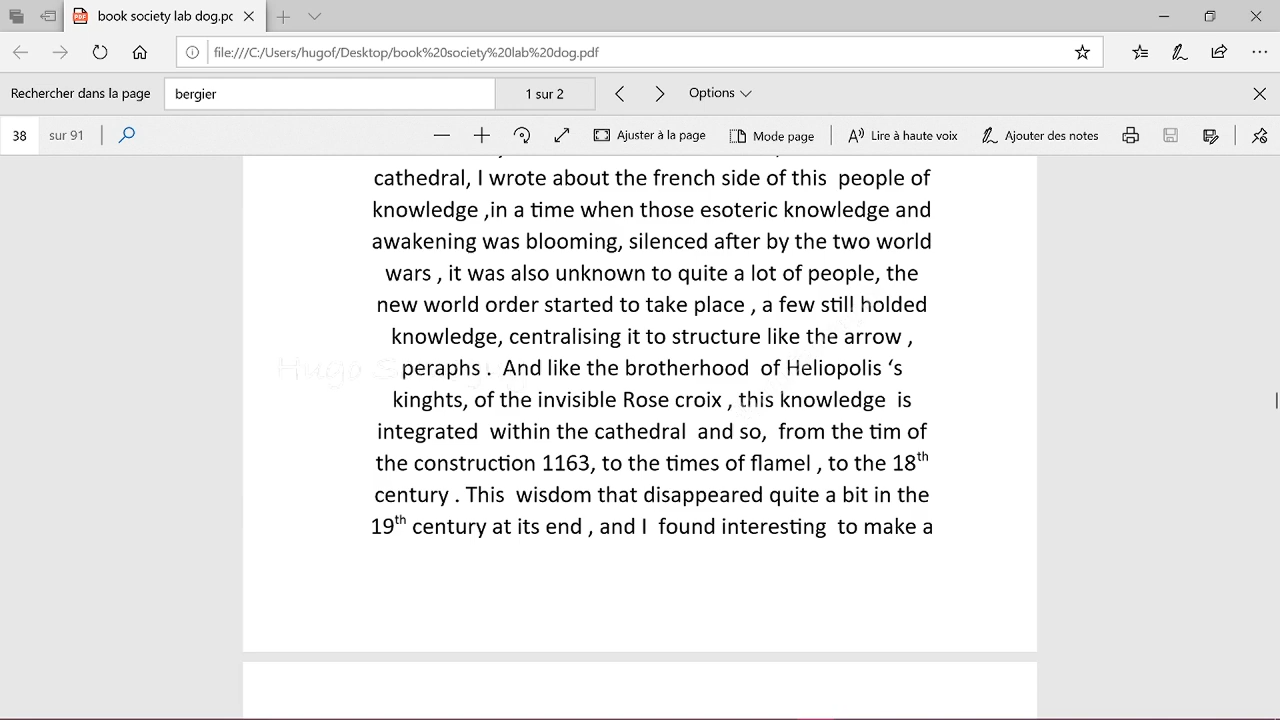 book society lab dog.pc
file:///C:/Users/hugof/Desktop/book%20society%20lab%20dog.pdf
Rechercher dans la page
bergier
1 sur 2
Options
38 sur 91
Ajuster à la page
Mode page
Lire à haute voix
Ajouter des notes
cathedral, I wrote about the french side of this people of
knowledge ,in a time when those esoteric knowledge and
awakening was blooming, silenced after by the two world
wars , it was also unknown to quite a lot of people, the
new world order started to take place , a few still holded
knowledge, centralising it to structure like the arrow ,
peraphs . And like the brotherhood of Heliopolis ‘s
kinghts, of the invisible Rose croix , this knowledge is
integrated within the cathedral and so, from the tim of
the construction 1163, to the times of flamel , to the 18th
century . This wisdom that disappeared quite a bit in the
19th century at its end , and I found interesting to make a
Hugo